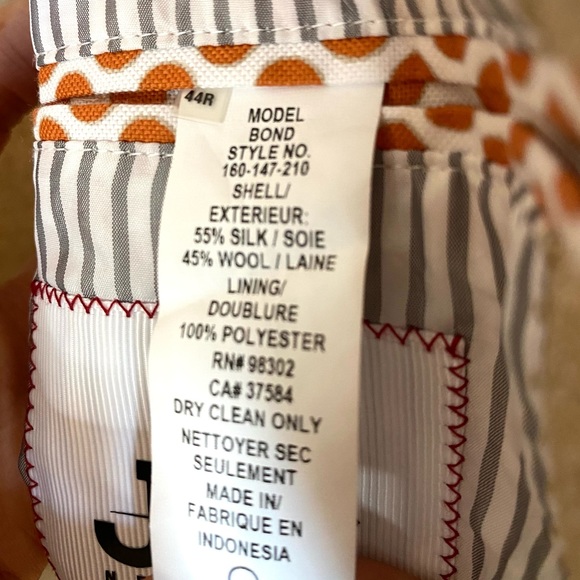 44R
MODEL
BOND
STYLE NO.
160-147-210
SHELL/
EXTERIEUR:
55% SILK / SOIE
45% WOOL / LAINE
LINING/
DOUBLURE
100% POLYESTER
RN# 98302
CA# 37584
DRY CLEAN ONLY
NETTOYER SEC
SEULEMENT
MADE IN/
FABRIQUE EN
INDONESIA